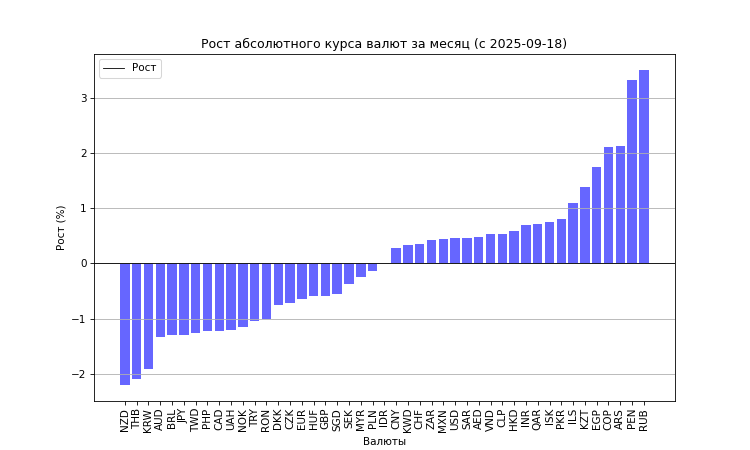 Рост абсолютного курса валют за месяц (с 2025-09-18)
Рост
3
2
1
0
−1
−2
Рост (%)
NZD THB KRW AUD BRL JPY TWD PHP CAD UAH NOK TRY RON DKK CZK EUR HUF GBP SGD SEK MYR PLN IDR CNY KWD CHF ZAR MXN USD SAR AED VND CLP HKD INR QAR ISK PKR ILS KZT EGP COP ARS PEN RUB
Валюты